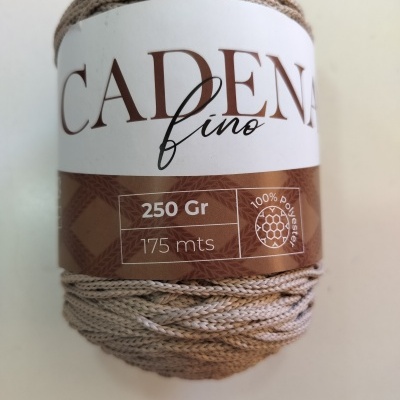 CADENA
fino
250 Gr
175 mts
100% Polyester